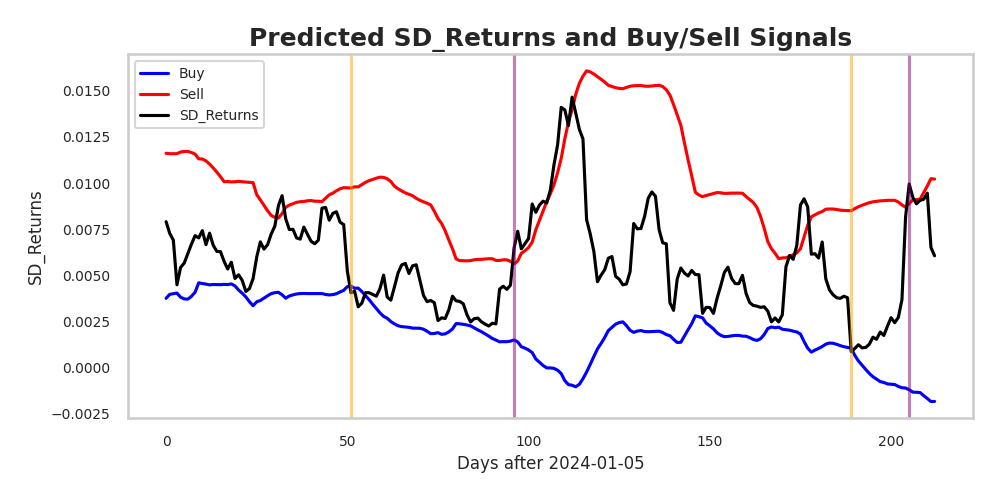 Predicted SD_Returns and Buy/Sell Signals
Buy
Sell
SD_Returns
SD_Returns
0.0150
0.0125
0.0100
0.0075
0.0050
0.0025
0.0000
−0.0025
0 50 100 150 200
Days after 2024-01-05